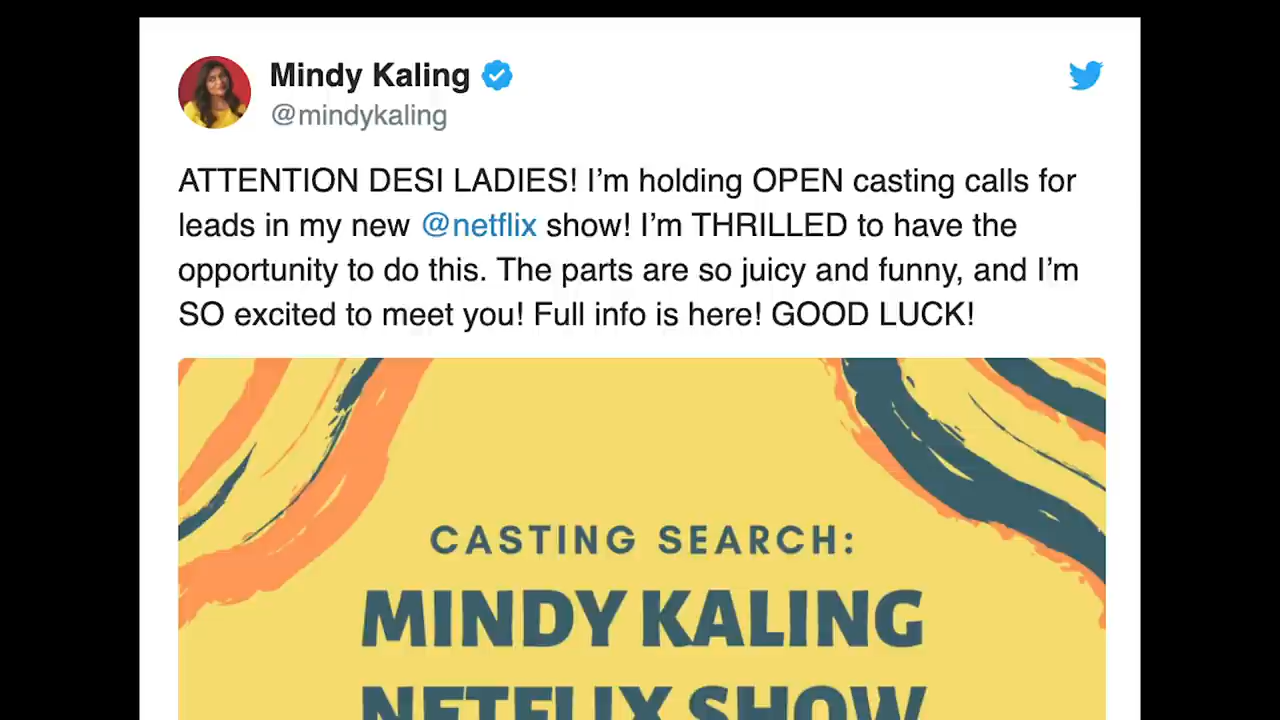 Mindy Kaling
@mindykaling
ATTENTION DESI LADIES! I’m holding OPEN casting calls for
leads in my new @netflix show! I’m THRILLED to have the
opportunity to do this. The parts are so juicy and funny, and I’m
SO excited to meet you! Full info is here! GOOD LUCK!
CASTING SEARCH:
MINDY KALING
NETFLIX SHOW